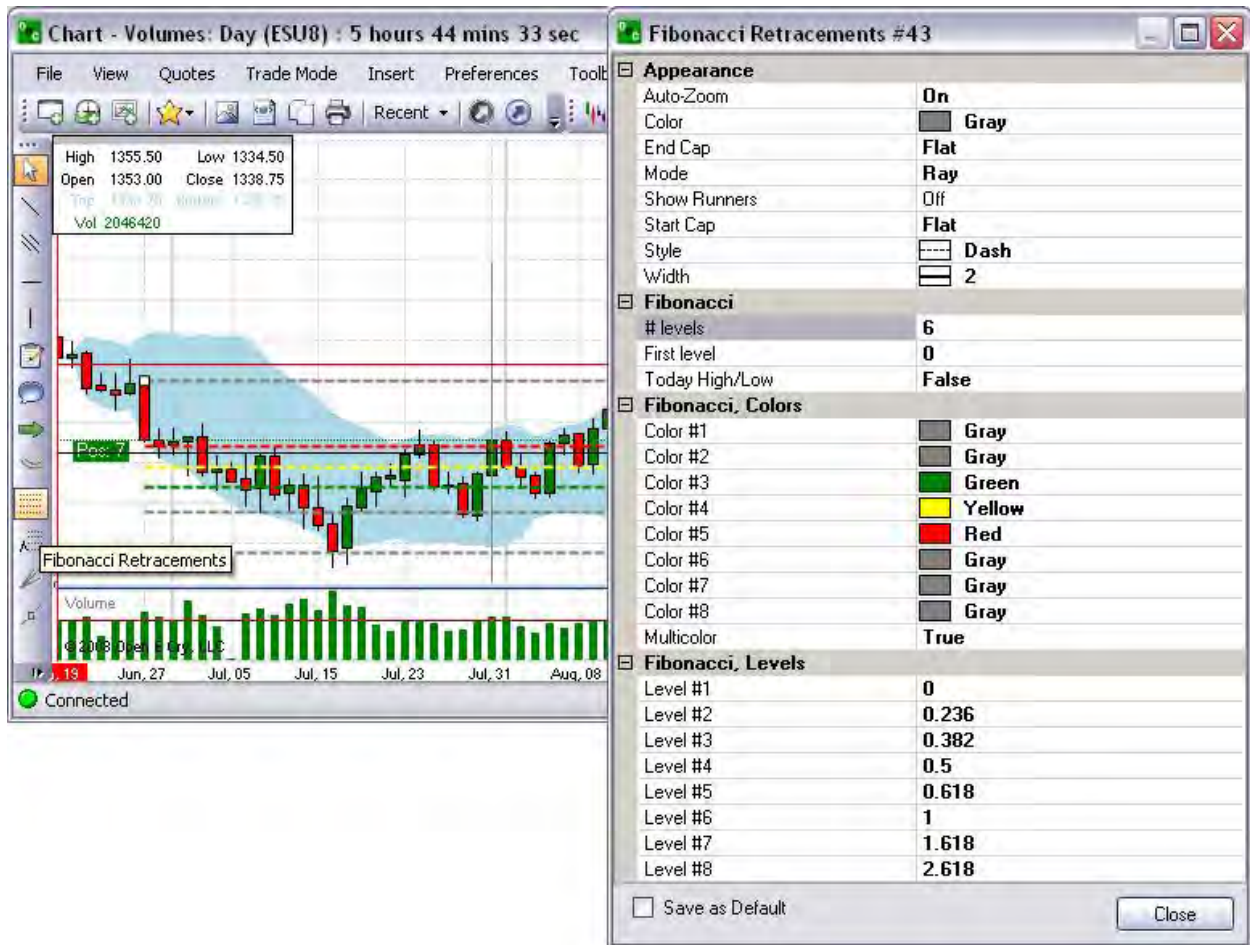 Chart - Volumes: Day (ESU8) : 5 hours 44 mins 33 sec
File View Quotes Trade Mode Insert Preferences Toolb
Recent
High 1355.50 Low 1334.50
Open 1353.00 Close 1338.75
Vol 2046420
Pos: 7
Fibonacci Retracements
Volume
© 2008 Open E Cry, LLC
19 Jun, 27 Jul, 05 Jul, 15 Jul, 23 Jul, 31 Aug, 08
Connected
Fibonacci Retracements #43
Appearance
Auto-Zoom On
Color Gray
End Cap Flat
Mode Ray
Show Runners Off
Start Cap Flat
Style Dash
Width 2
Fibonacci
# levels 6
First level 0
Today High/Low False
Fibonacci, Colors
Color #1 Gray
Color #2 Gray
Color #3 Green
Color #4 Yellow
Color #5 Red
Color #6 Gray
Color #7 Gray
Color #8 Gray
Multicolor True
Fibonacci, Levels
Level #1 0
Level #2 0.236
Level #3 0.382
Level #4 0.5
Level #5 0.618
Level #6 1
Level #7 1.618
Level #8 2.618
Save as Default
Close